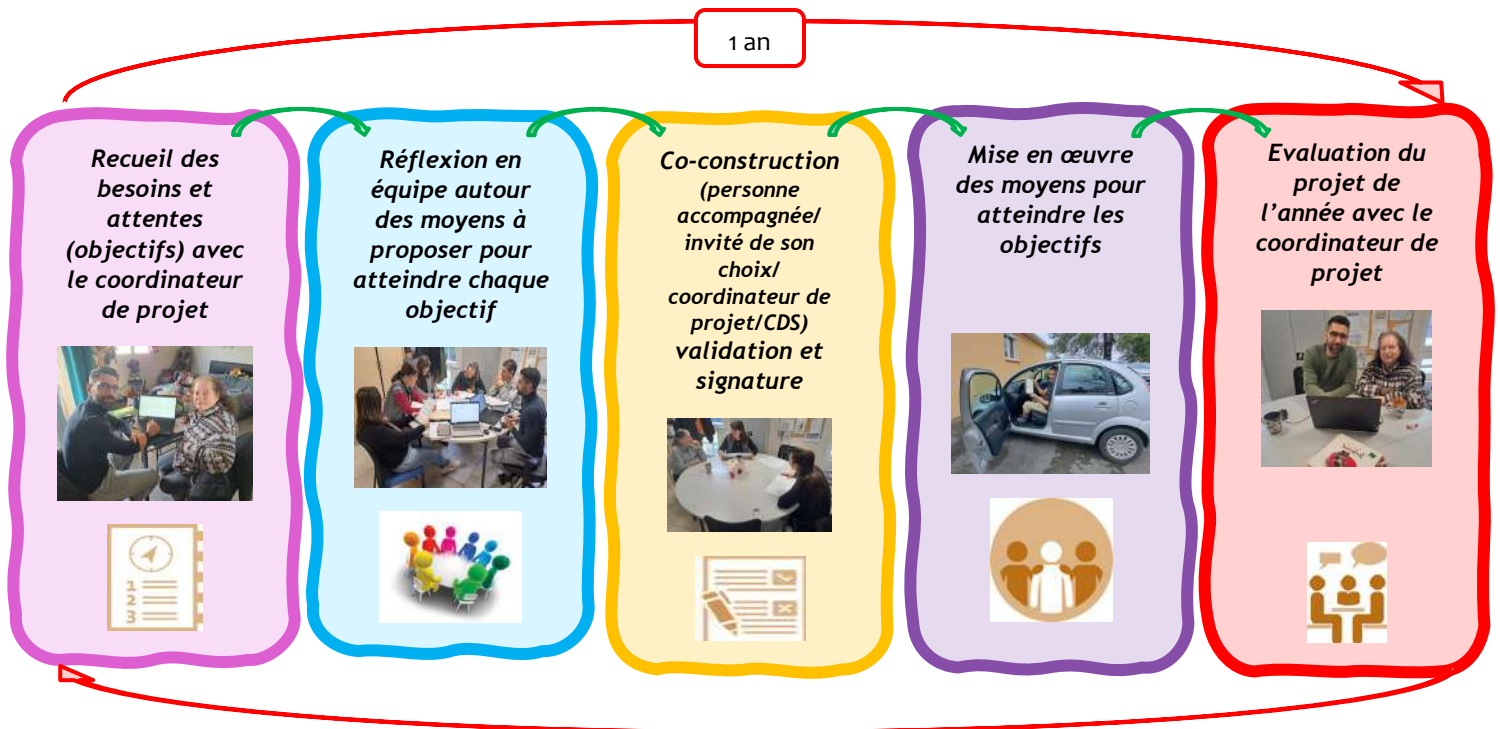 1 an
Recueil des
besoins et
attentes
(objectifs) avec
le coordinateur
de projet
Réflexion en
équipe autour
des moyens à
proposer pour
atteindre chaque
objectif
Co-construction
(personne
accompagnée/
invité de son
choix/
coordinateur de
projet/CDS)
validation et
signature
Mise en œuvre
des moyens pour
atteindre les
objectifs
Evaluation du
projet de
l’année avec le
coordinateur de
projet
1
2
3